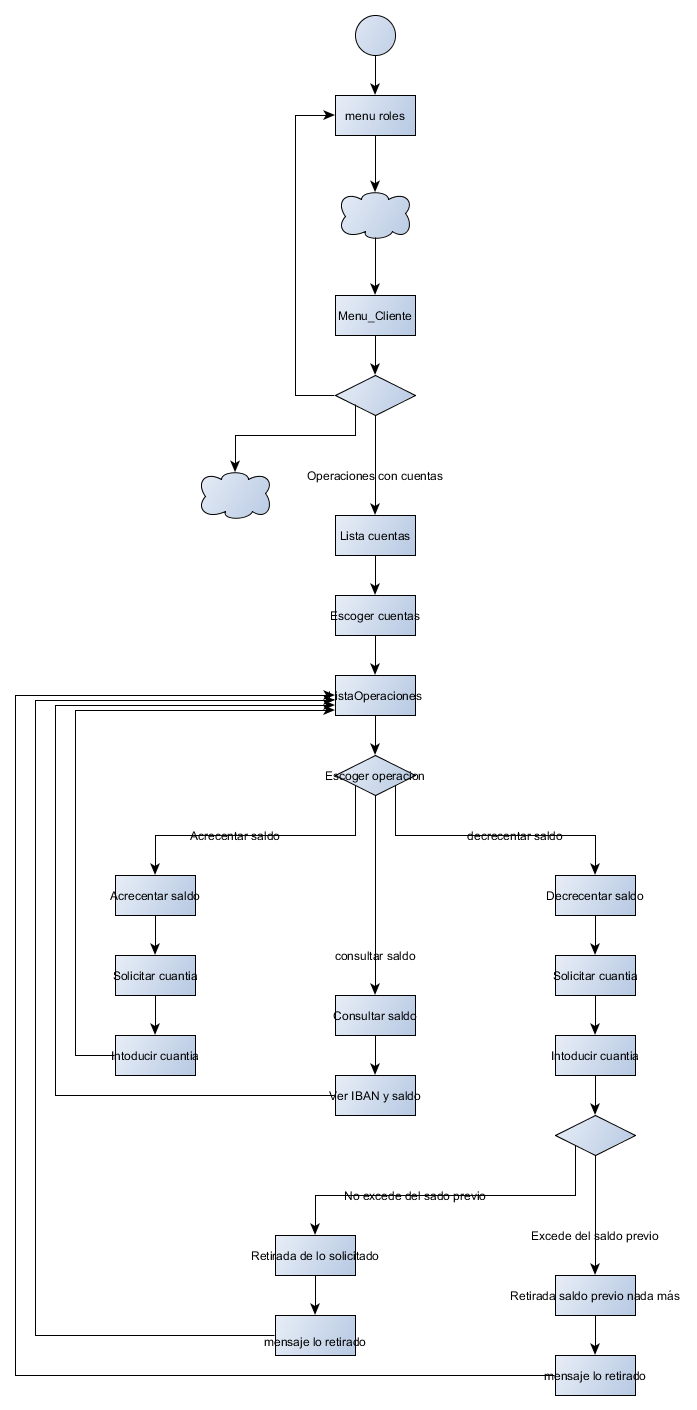 menu roles
Menu_Cliente
Operaciones con cuentas
Lista cuentas
Escoger cuentas
ListaOperaciones
Escoger operacion
Acrecentar saldo
decrecentar saldo
Acrecentar saldo
Decrecentar saldo
consultar saldo
Solicitar cuantia
Solicitar cuantia
Consultar saldo
Intoducir cuantia
Intoducir cuantia
Ver IBAN y saldo
No excede del sado previo
Excede del saldo previo
Retirada de lo solicitado
Retirada saldo previo nada más
mensaje lo retirado
mensaje lo retirado